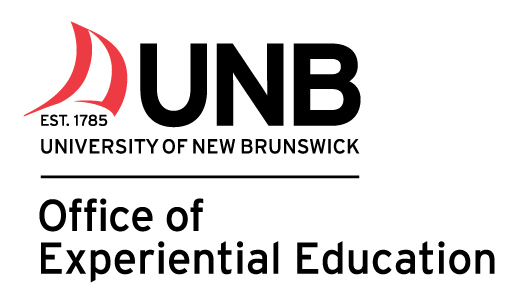 UNB
EST. 1785
UNIVERSITY OF NEW BRUNSWICK
Office of
Experiential Education